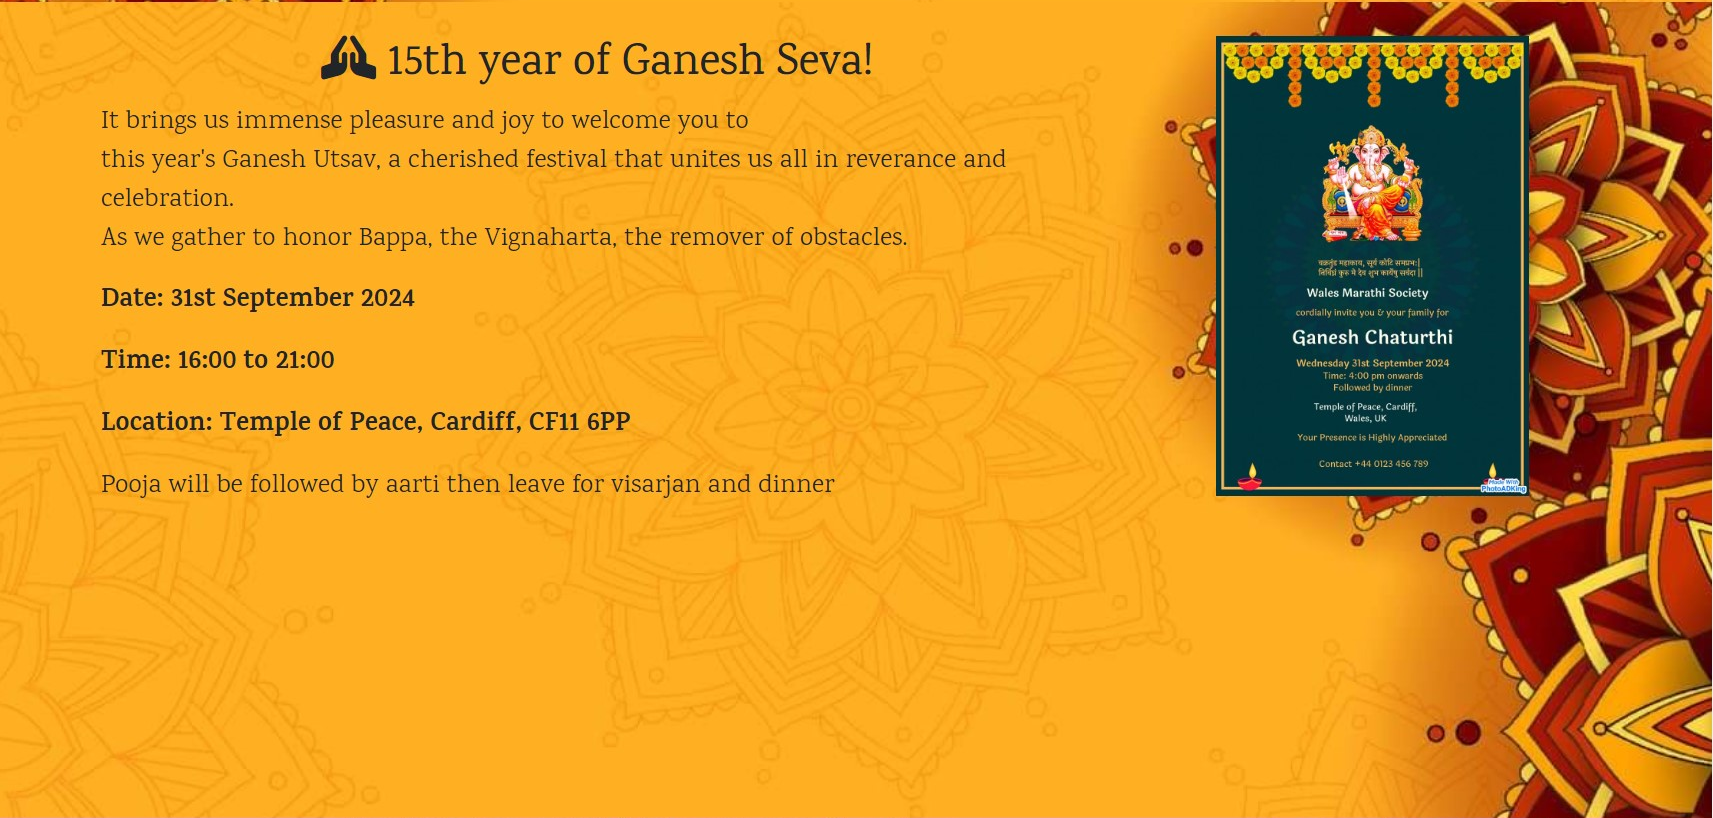 15th year of Ganesh Seva!
It brings us immense pleasure and joy to welcome you to
this year's Ganesh Utsav, a cherished festival that unites us all in reverance and
celebration.
As we gather to honor Bappa, the Vignaharta, the remover of obstacles.
Date: 31st September 2024
Time: 16:00 to 21:00
Location: Temple of Peace, Cardiff, CF11 6PP
Pooja will be followed by aarti then leave for visarjan and dinner
वक्रतुंड महाकाय, सूर्य कोटि समप्रभ:|
निर्विघ्नं कुरु मे देव शुभ कार्येषु सर्वदा ||
Wales Marathi Society
cordially invite you & your family for
Ganesh Chaturthi
Wednesday 31st September 2024
Time: 4:00 pm onwards
Followed by dinner
Temple of Peace, Cardiff,
Wales, UK
Your Presence is Highly Appreciated
Contact +44 0123 456 789
Made With
PhotoADKing